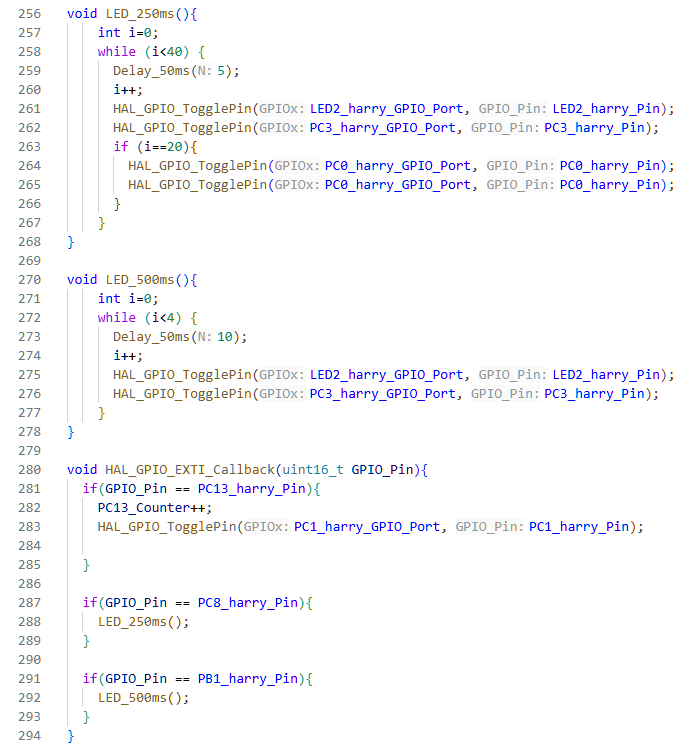 256 void LED_250ms(){
257 int i=0;
258 while (i<40) {
259 Delay_50ms(N: 5);
260 i++;
261 HAL_GPIO_TogglePin(GPIOx: LED2_harry_GPIO_Port, GPIO_Pin: LED2_harry_Pin);
262 HAL_GPIO_TogglePin(GPIOx: PC3_harry_GPIO_Port, GPIO_Pin: PC3_harry_Pin);
263 if (i==20){
264 HAL_GPIO_TogglePin(GPIOx: PC0_harry_GPIO_Port, GPIO_Pin: PC0_harry_Pin);
265 HAL_GPIO_TogglePin(GPIOx: PC0_harry_GPIO_Port, GPIO_Pin: PC0_harry_Pin);
266 }
267 }
268 }
269
270 void LED_500ms(){
271 int i=0;
272 while (i<4) {
273 Delay_50ms(N: 10);
274 i++;
275 HAL_GPIO_TogglePin(GPIOx: LED2_harry_GPIO_Port, GPIO_Pin: LED2_harry_Pin);
276 HAL_GPIO_TogglePin(GPIOx: PC3_harry_GPIO_Port, GPIO_Pin: PC3_harry_Pin);
277 }
278 }
279
280 void HAL_GPIO_EXTI_Callback(uint16_t GPIO_Pin){
281 if(GPIO_Pin == PC13_harry_Pin){
282 PC13_Counter++;
283 HAL_GPIO_TogglePin(GPIOx: PC1_harry_GPIO_Port, GPIO_Pin: PC1_harry_Pin);
284
285 }
286
287 if(GPIO_Pin == PC8_harry_Pin){
288 LED_250ms();
289 }
290
291 if(GPIO_Pin == PB1_harry_Pin){
292 LED_500ms();
293 }
294 }